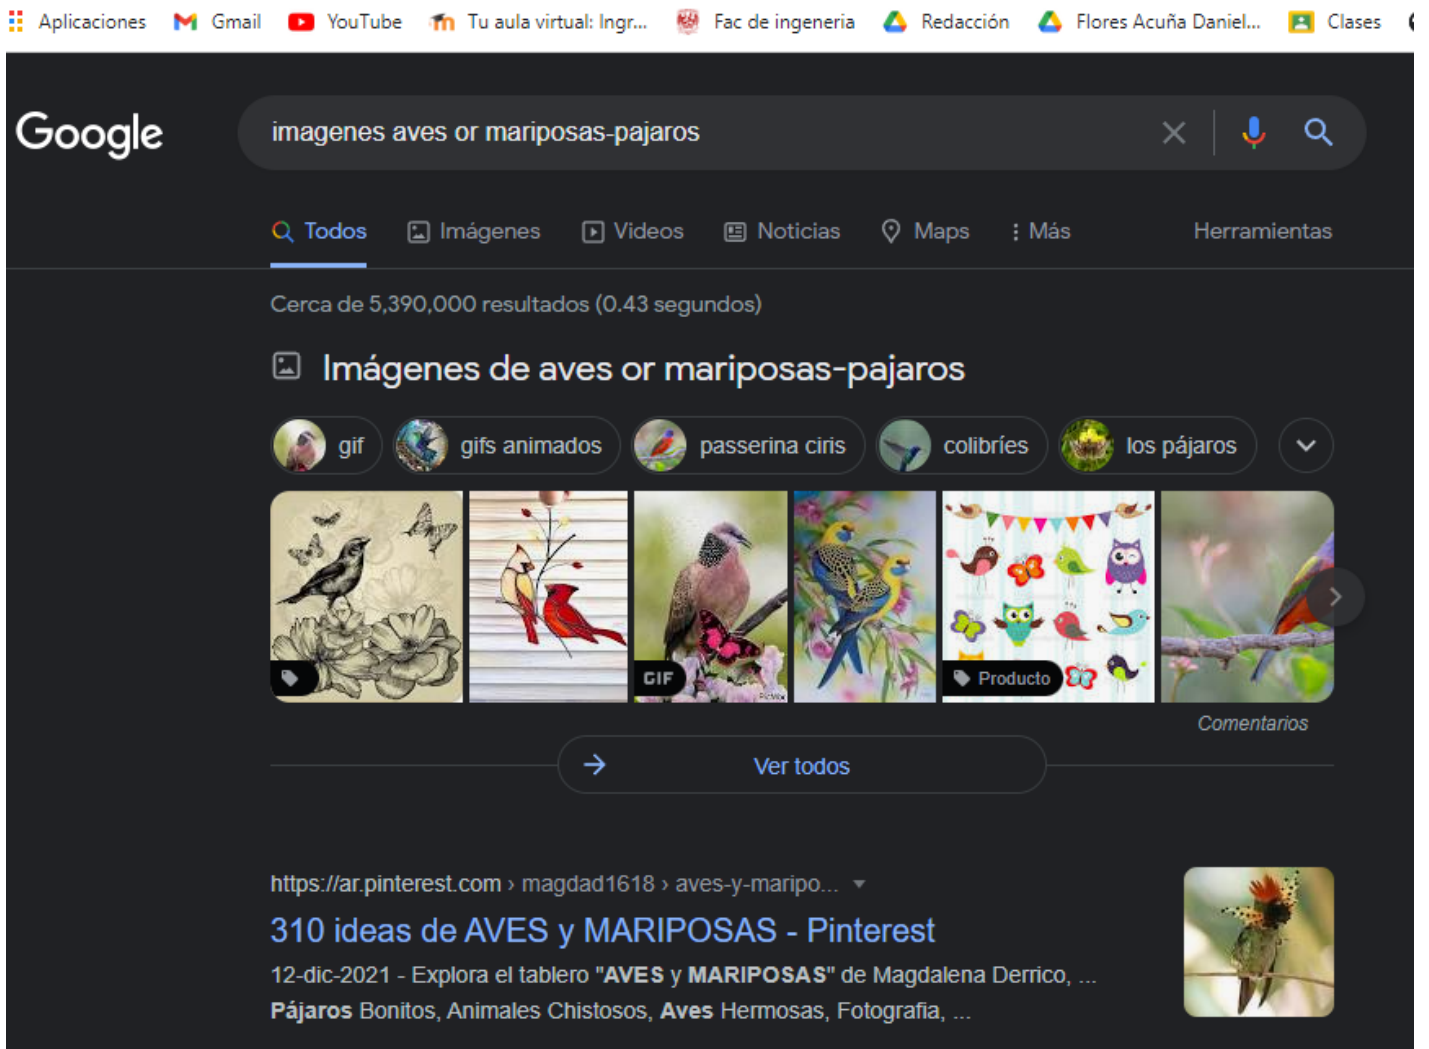 Aplicaciones Gmail YouTube Tu aula virtual: Ingr... Fac de ingeneria Redacción Flores Acuña Daniel... Clases
Google imagenes aves or mariposas-pajaros
Todos Imágenes Videos Noticias Maps Más Herramientas
Cerca de 5,390,000 resultados (0.43 segundos)
Imágenes de aves or mariposas-pajaros
gif gifs animados passerina ciris colibríes los pájaros
GIF Producto
Comentarios
Ver todos
https://ar.pinterest.com › magdad1618 › aves-y-maripo...
310 ideas de AVES y MARIPOSAS - Pinterest
12-dic-2021 - Explora el tablero "AVES y MARIPOSAS" de Magdalena Derrico, ...
Pájaros Bonitos, Animales Chistosos, Aves Hermosas, Fotografia, ...